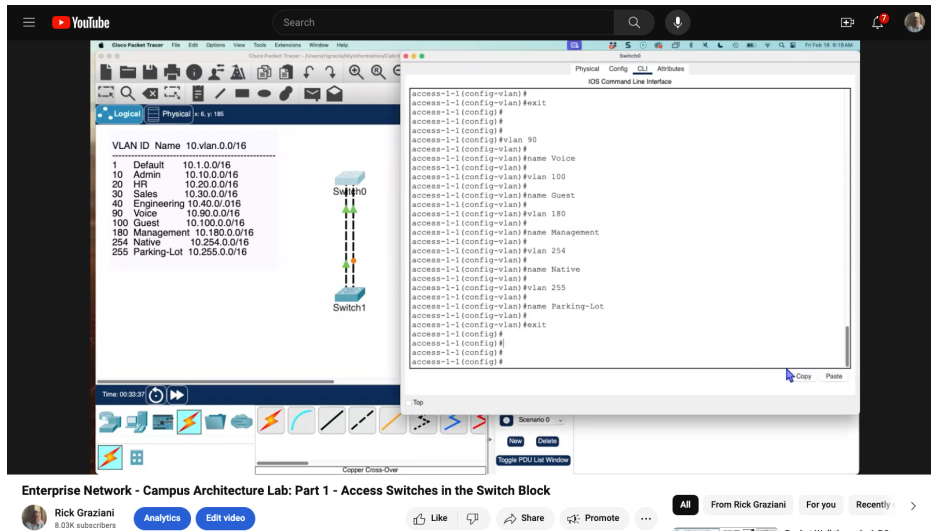 YouTube
Search
7
Cisco Packet Tracer File Edit Options View Tools Extensions Window Help
Fri Feb 16 9:18 AM
Switch0
Physical Config CLI Attributes
IOS Command Line Interface
Logical Physical x: 6, y: 185
VLAN ID Name 10.vlan.0.0/16
1 Default 10.1.0.0/16
10 Admin 10.10.0.0/16
20 HR 10.20.0.0/16
30 Sales 10.30.0.0/16
40 Engineering 10.40.0/.016
90 Voice 10.90.0.0/16
100 Guest 10.100.0.0/16
180 Management 10.180.0.0/16
254 Native 10.254.0.0/16
255 Parking-Lot 10.255.0.0/16
Switch0
Switch1
access-1-1(config-vlan)#
access-1-1(config-vlan)#exit
access-1-1(config)#
access-1-1(config)#
access-1-1(config)#vlan 90
access-1-1(config-vlan)#
access-1-1(config-vlan)#name Voice
access-1-1(config-vlan)#
access-1-1(config-vlan)#vlan 100
access-1-1(config-vlan)#
access-1-1(config-vlan)#name Guest
access-1-1(config-vlan)#
access-1-1(config-vlan)#vlan 180
access-1-1(config-vlan)#
access-1-1(config-vlan)#name Management
access-1-1(config-vlan)#
access-1-1(config-vlan)#vlan 254
access-1-1(config-vlan)#
access-1-1(config-vlan)#name Native
access-1-1(config-vlan)#
access-1-1(config-vlan)#vlan 255
access-1-1(config-vlan)#
access-1-1(config-vlan)#name Parking-Lot
access-1-1(config-vlan)#
access-1-1(config-vlan)#exit
access-1-1(config)#
access-1-1(config)#
access-1-1(config)#
access-1-1(config)#
Copy Paste
Top
Time: 00:33:37
Scenario 0
New Delete
Toggle PDU List Window
Copper Cross-Over
Enterprise Network - Campus Architecture Lab: Part 1 - Access Switches in the Switch Block
Rick Graziani
8.03K subscribers
Analytics Edit video
Like Share Promote
All From Rick Graziani For you Recently